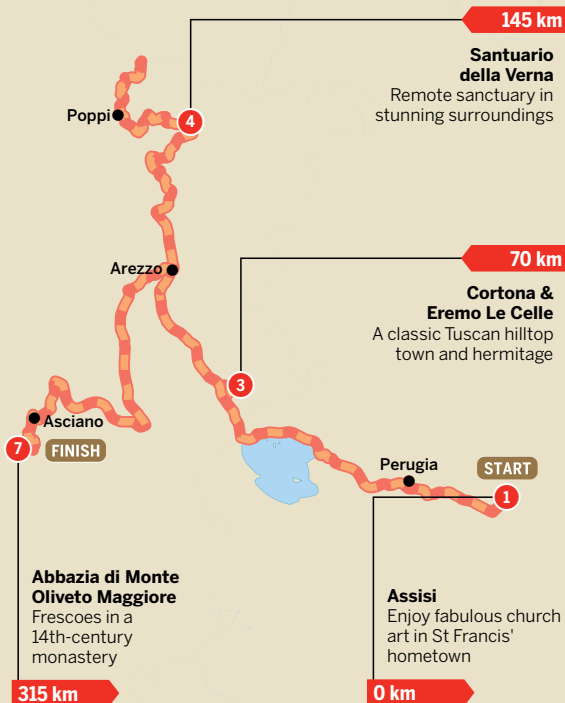 145 km
Santuario
della Verna
Remote sanctuary in
stunning surroundings
Poppi
4
Arezzo
70 km
Cortona &
Eremo Le Celle
A classic Tuscan hilltop
town and hermitage
3
Asciano
7
FINISH
Perugia
START
1
Abbazia di Monte
Oliveto Maggiore
Frescoes in a
14th-century
monastery
315 km
Assisi
Enjoy fabulous church
art in St Francis'
hometown
0 km